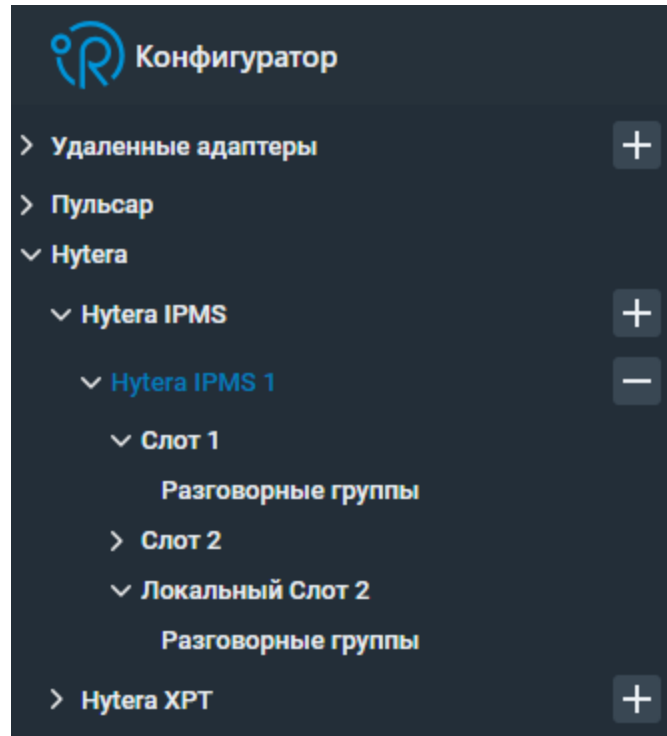 Конфигуратор
Удаленные адаптеры
Пульсар
Hytera
Hytera IPMS
Hytera IPMS 1
Слот 1
Разговорные группы
Слот 2
Локальный Слот 2
Разговорные группы
Hytera XPT